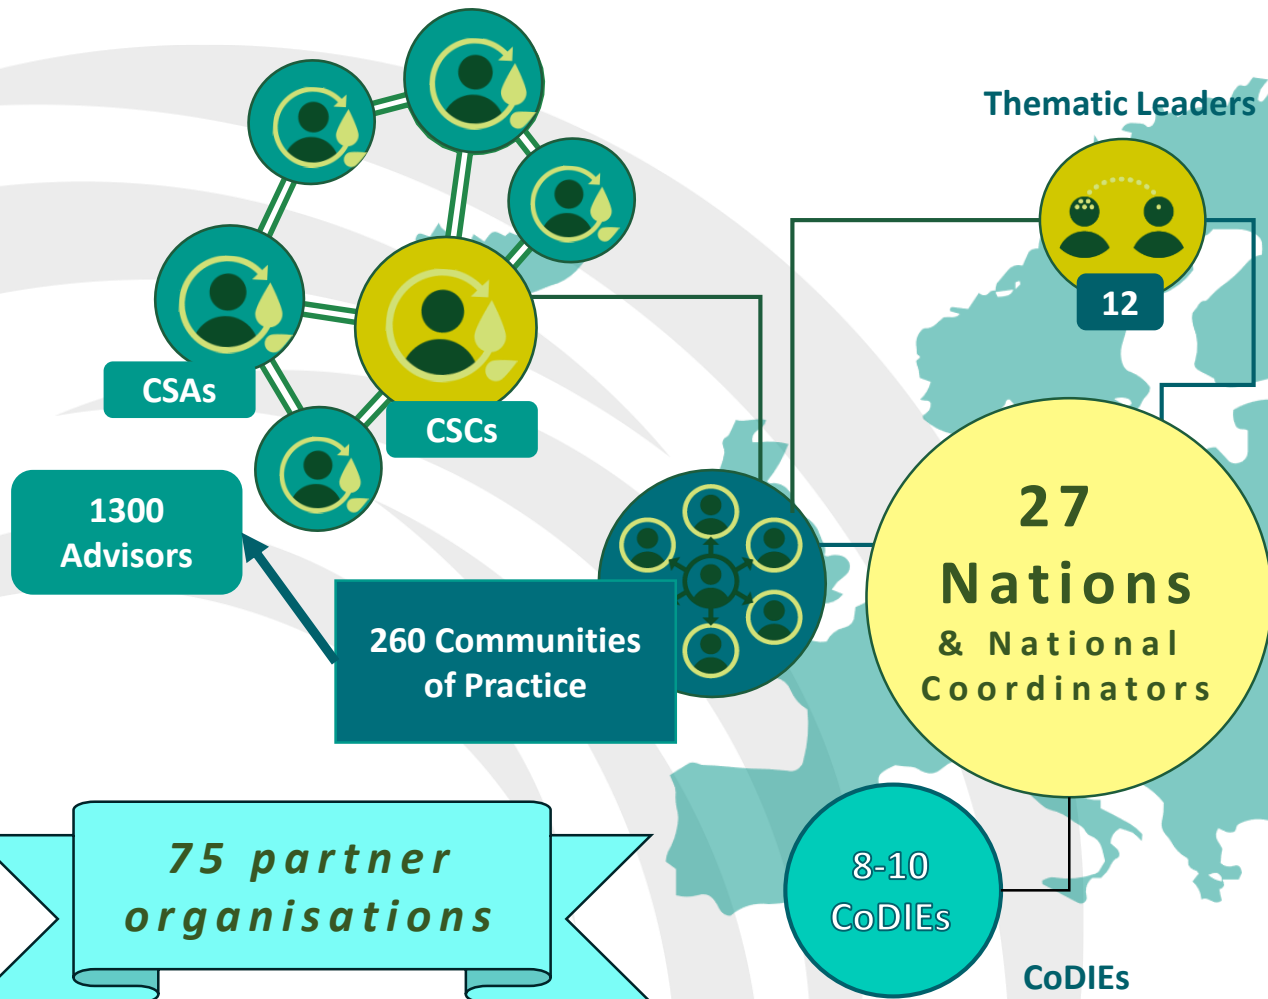 Thematic Leaders
12
CSAs
CSCs
1300
Advisors
27
Nations
& National
Coordinators
260 Communities
of Practice
75 partner
organisations
8-10
CoDIEs
CoDIEs